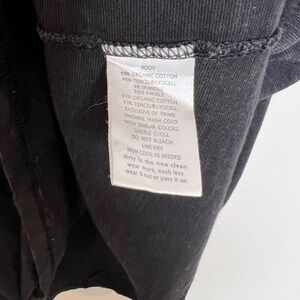 BODY
ORGANIC COTTON
TENCEL LYOCELL
4% SPANDEX
SIDE PANELS
ORGANIC COTTON
TENCEL/LYOCELL
EXCLUSIVE OF TRIMS
MACHINE WASH COLD
WITH SIMILAR COLORS
GENTLE CYCLE
DO NOT BLEACH
LINE DRY
IRON COOL AS NEEDED
dirty is the new clean
wear more, wash less
wear it out or pass it on